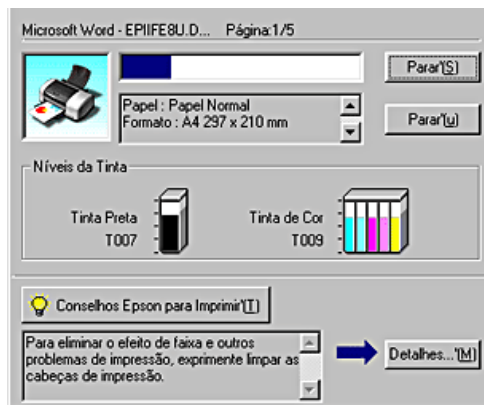 Microsoft Word - EPIIFE8U.D... Página:1/5
Parar'(S)
Papel : Papel Normal
Formato : A4 297 x 210 mm
Parar'(u)
Níveis da Tinta
Tinta Preta
T007
Tinta de Cor
T009
Conselhos Epson para Imprimir'(T)
Para eliminar o efeito de faixa e outros
problemas de impressão, exprimente limpar as
cabeças de impressão.
Detalhes...'(M)